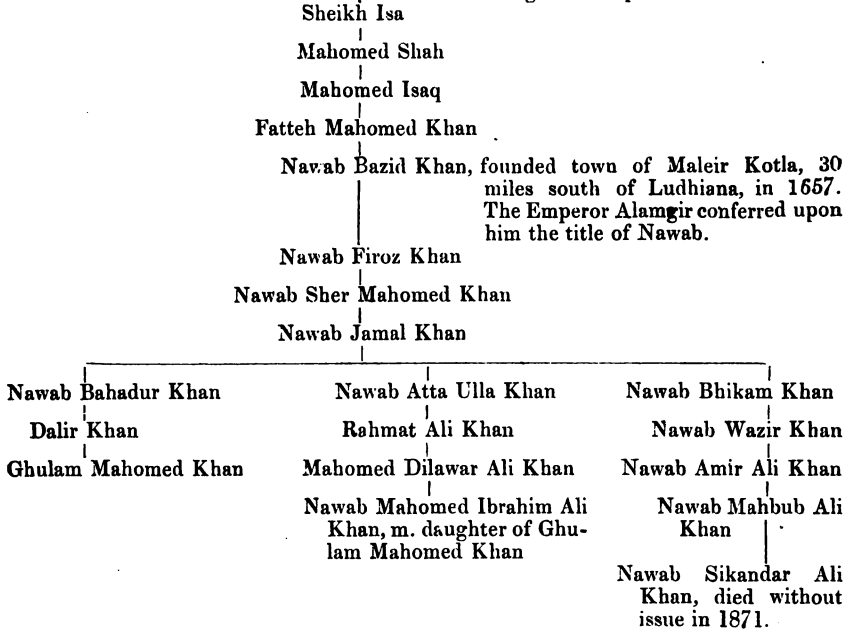 Sheikh Isa
Mahomed Shah
Mahomed Isaq
Fatteh Mahomed Khan
Nawab Bazid Khan, founded town of Maleir Kotla, 30
miles south of Ludhiana, in 1657.
The Emperor Alamgir conferred upon
him the title of Nawab.
Nawab Firoz Khan
Nawab Sher Mahomed Khan
Nawab Jamal Khan
Nawab Bahadur Khan Nawab Atta Ulla Khan Nawab Bhikam Khan
Dalir Khan Rahmat Ali Khan Nawab Wazir Khan
Ghulam Mahomed Khan Mahomed Dilawar Ali Khan Nawab Amir Ali Khan
Nawab Mahomed Ibrahim Ali Nawab Mahbub Ali
Khan, m. daughter of Ghu- Khan
lam Mahomed Khan
Nawab Sikandar Ali
Khan, died without
issue in 1871.